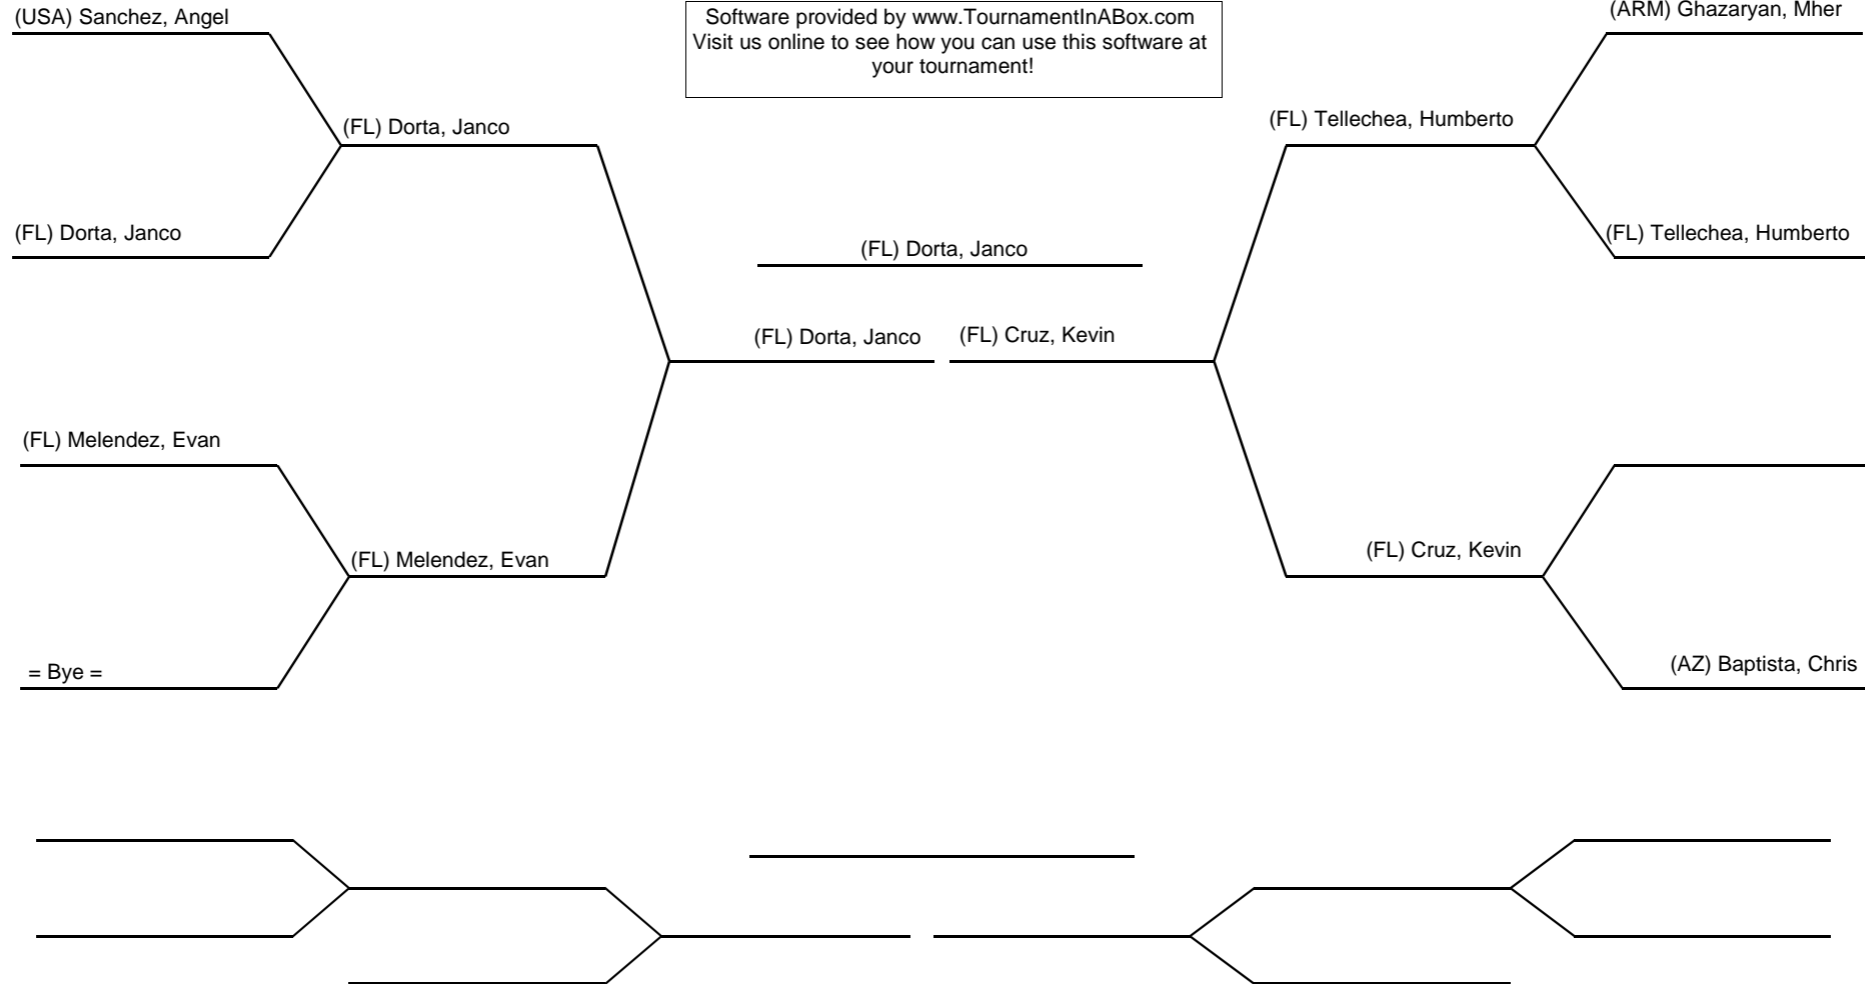 (USA) Sanchez, Angel
Software provided by www.TournamentInABox.com
Visit us online to see how you can use this software at
your tournament!
(ARM) Ghazaryan, Mher
(FL) Dorta, Janco
(FL) Tellechea, Humberto
(FL) Dorta, Janco
(FL) Dorta, Janco
(FL) Tellechea, Humberto
(FL) Dorta, Janco
(FL) Cruz, Kevin
(FL) Melendez, Evan
(FL) Melendez, Evan
(FL) Cruz, Kevin
= Bye =
(AZ) Baptista, Chris